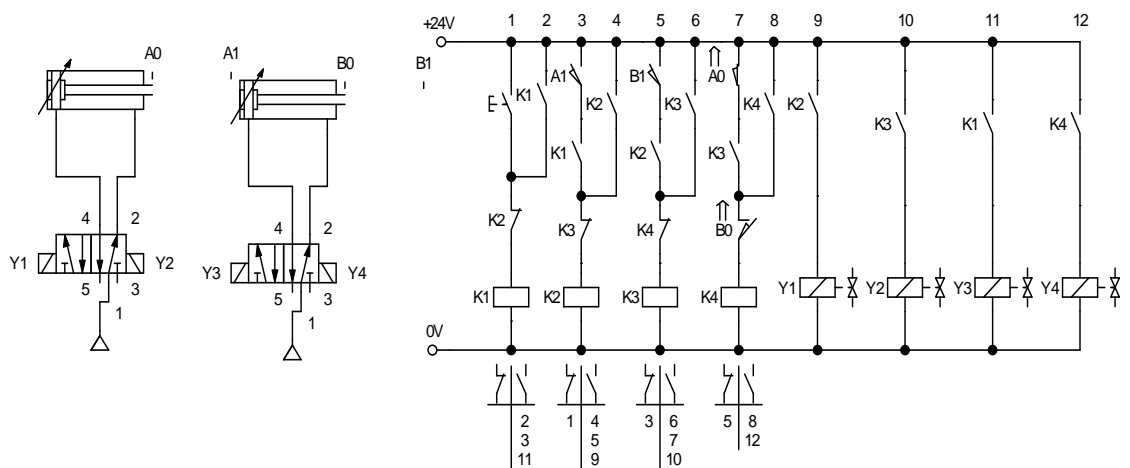 +24V 1 2 3 4 5 6 7 8 9 10 11 12
A0 A1 B0 B1
A1 B1 A0
K1 K2 K3 K4 K2 K3 K1 K4
K1 K2 K3
K2 K3 K4 B0
4 2 4 2
Y1 Y2 Y3 Y4
5 3 5 3
1 1
K1 K2 K3 K4 Y1 Y2 Y3 Y4
0V
2 1 4 3 6 5 8
3 5 7 12
11 9 10